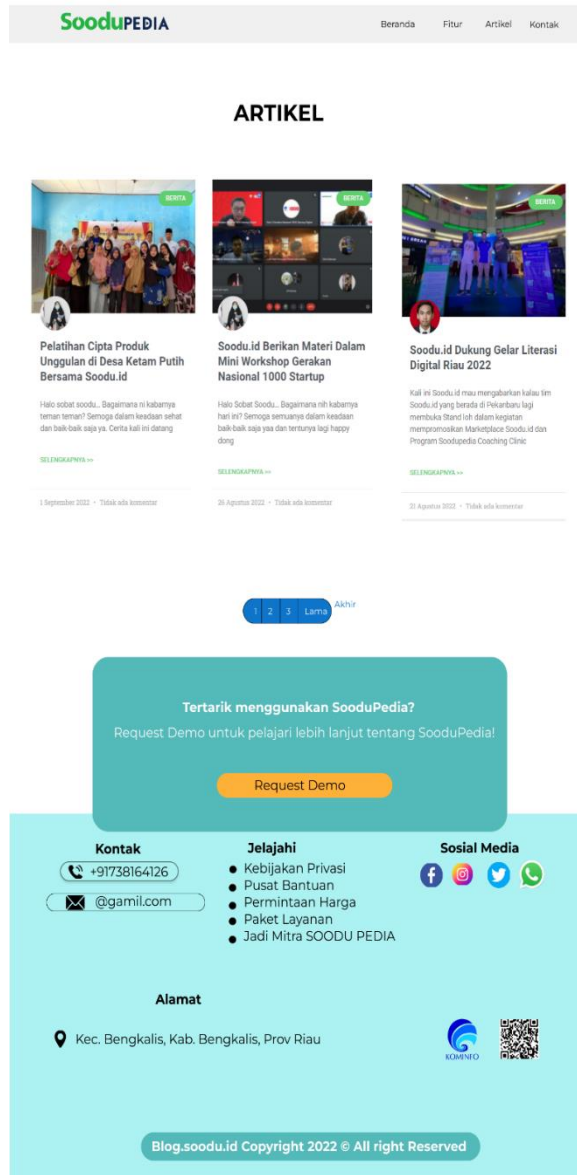 SooduPEDIA
Beranda Fitur Artikel Kontak
ARTIKEL
BERITA
Pelatihan Cipta Produk
Unggulan di Desa Ketam Putih
Bersama Soodu.id
Halo sobat soodu… Bagaimana ni kabarnya
teman teman? Semoga dalam keadaan sehat
dan baik-baik saja ya. Cerita kali ini datang
SELENGKAPNYA »»
1 September 2022 • Tidak ada komentar
BERITA
Soodu.id Berikan Materi Dalam
Mini Workshop Gerakan
Nasional 1000 Startup
Halo Sobat Soodu… Bagaimana nih kabarnya
hari ini? Semoga semuanya dalam keadaan
baik-baik saja yaa dan tentunya lagi happy
dong
SELENGKAPNYA »»
26 Agustus 2022 • Tidak ada komentar
BERITA
Soodu.id Dukung Gelar Literasi
Digital Riau 2022
Kali ini Soodu.id mau mengabarkan kalau tim
Soodu.id yang berada di Pekanbaru lagi
membuka Stand loh dalam kegiatan
mempromosikan Marketplace Soodu.id dan
Program Soodupedia Coaching Clinic
SELENGKAPNYA »»
21 Agustus 2022 • Tidak ada komentar
1 2 3 Lama Akhir
Tertarik menggunakan SooduPedia?
Request Demo untuk pelajari lebih lanjut tentang SooduPedia!
Request Demo
Kontak
+91738164126
@gamil.com
Jelajahi
Kebijakan Privasi
Pusat Bantuan
Permintaan Harga
Paket Layanan
Jadi Mitra SOODU PEDIA
Sosial Media
Alamat
Kec. Bengkalis, Kab. Bengkalis, Prov Riau
KOMINFO
Blog.soodu.id Copyright 2022 © All right Reserved